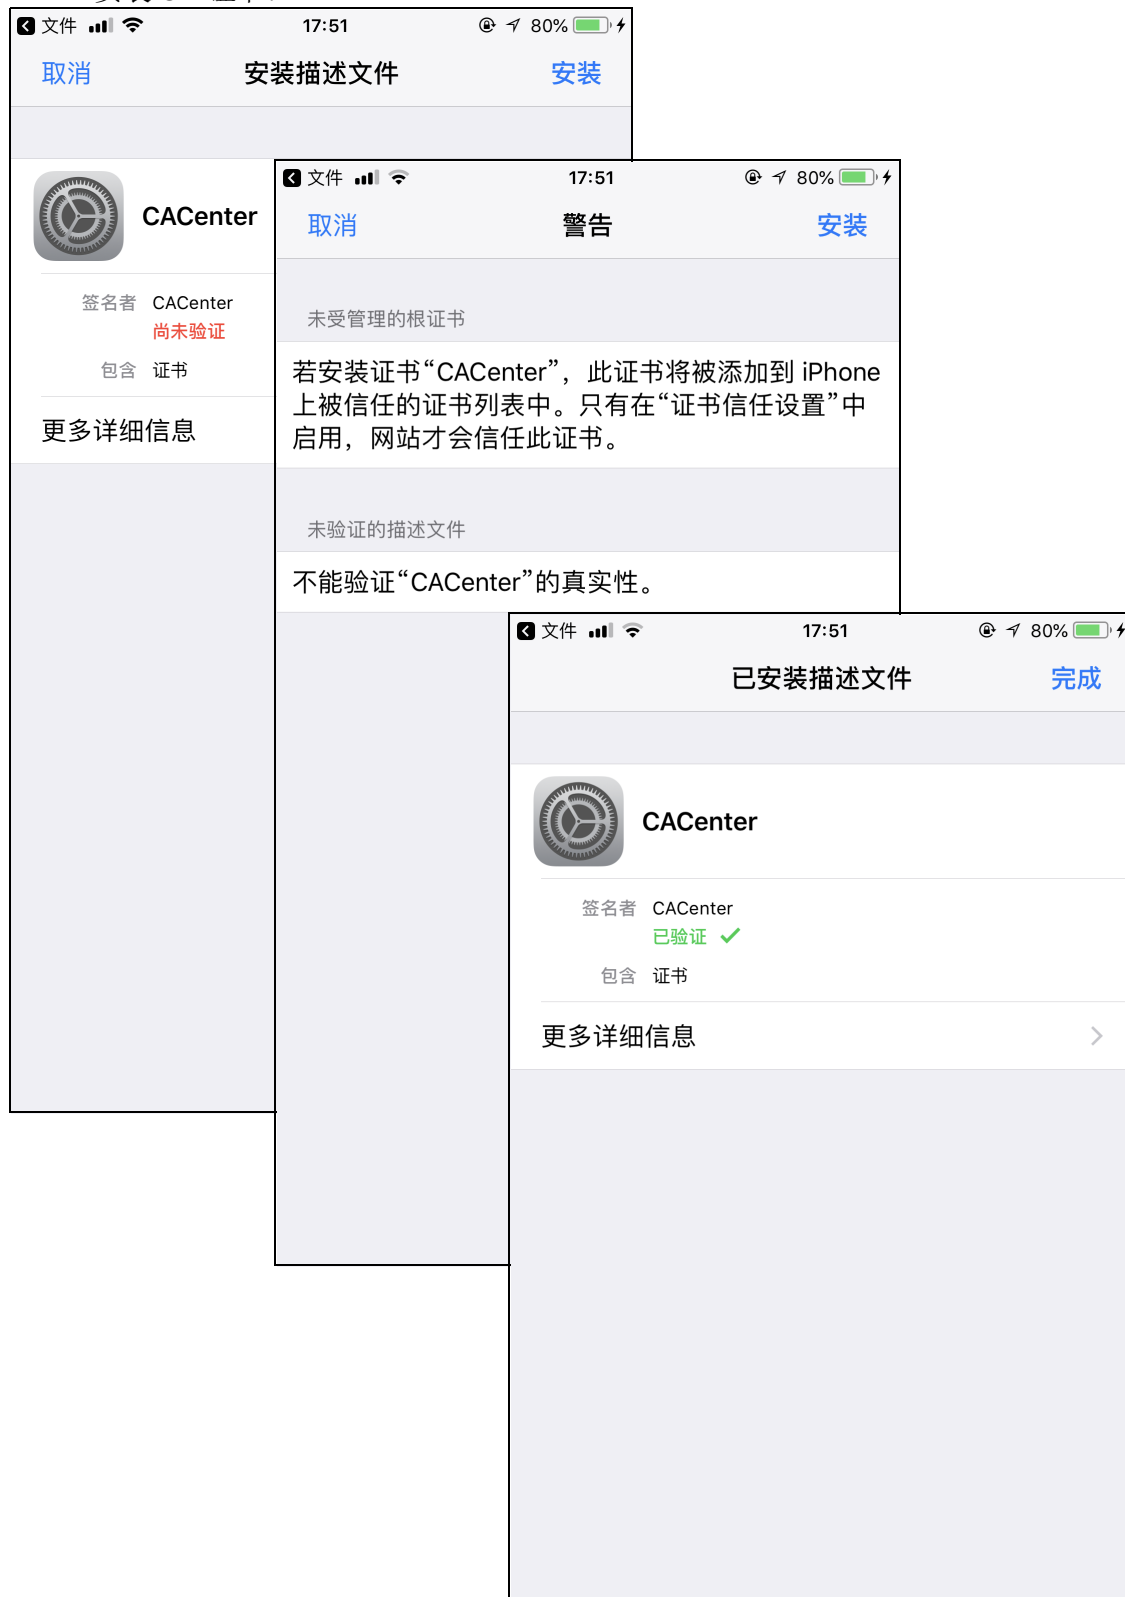 文件 17:51 80%
取消 安装描述文件 安装
CACenter
签名者 CACenter
尚未验证
包含 证书
更多详细信息
文件 17:51 80%
取消 警告 安装
未受管理的根证书
若安装证书“CACenter”，此证书将被添加到 iPhone
上被信任的证书列表中。只有在“证书信任设置”中
启用，网站才会信任此证书。
未验证的描述文件
不能验证“CACenter”的真实性。
文件 17:51 80%
已安装描述文件 完成
CACenter
签名者 CACenter
已验证
包含 证书
更多详细信息